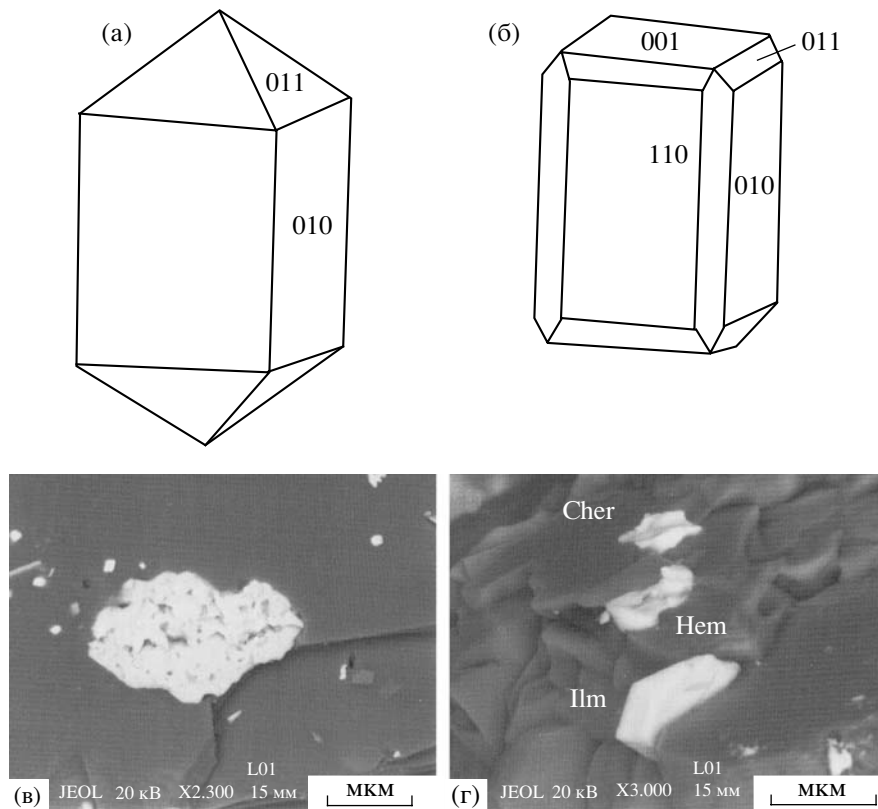 (а)
011
010
(б)
001
011
110
010
Cher
Hem
Ilm
(в)
JEOL 20 кВ X2.300 L01 15 мм МКМ
(г)
JEOL 20 кВ X3.000 L01 15 мм МКМ